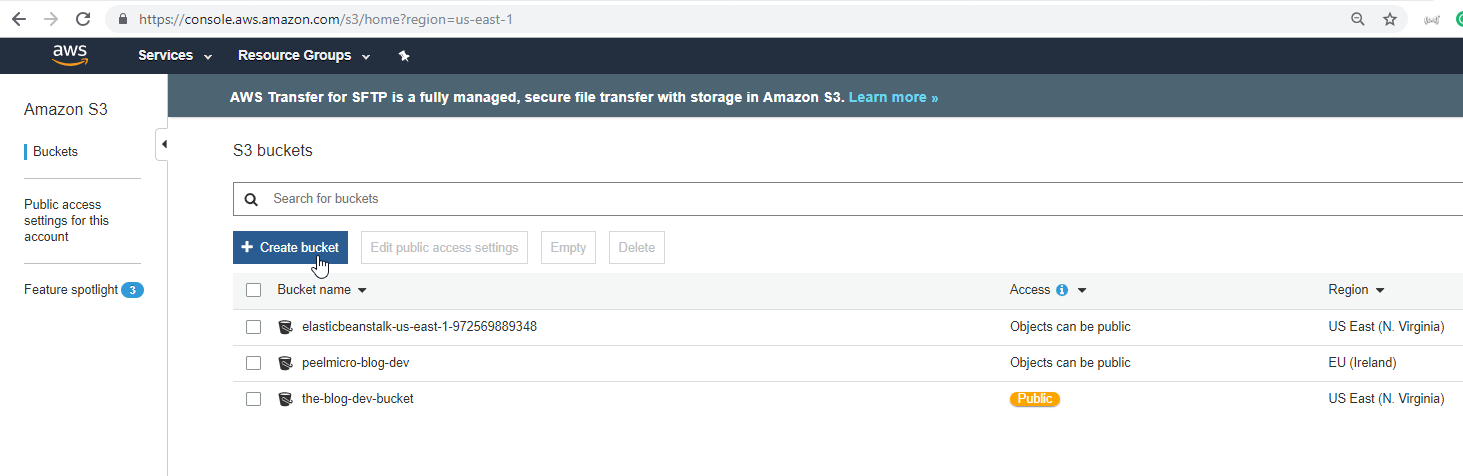 https://console.aws.amazon.com/s3/home?region=us-east-1
aws Services Resource Groups
AWS Transfer for SFTP is a fully managed, secure file transfer with storage in Amazon S3. Learn more »
Amazon S3
Buckets
Public access
settings for this
account
Feature spotlight 3
S3 buckets
Search for buckets
+ Create bucket Edit public access settings Empty Delete
Bucket name Access Region
elasticbeanstalk-us-east-1-972569889348 Objects can be public US East (N. Virginia)
peelmicro-blog-dev Objects can be public EU (Ireland)
the-blog-dev-bucket Public US East (N. Virginia)